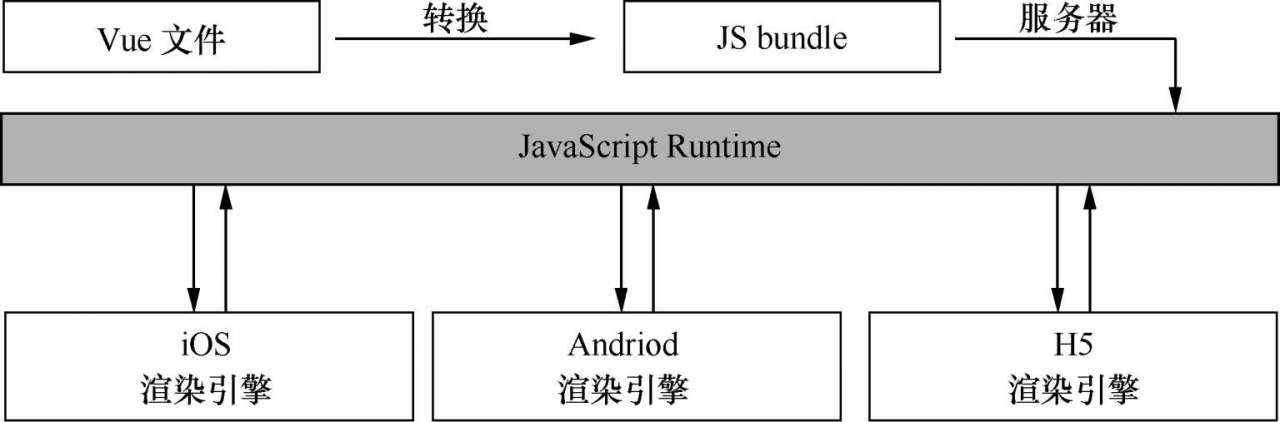 Vue 文件
转换
JS bundle
服务器
JavaScript Runtime
iOS
渲染引擎
Andriod
渲染引擎
H5
渲染引擎